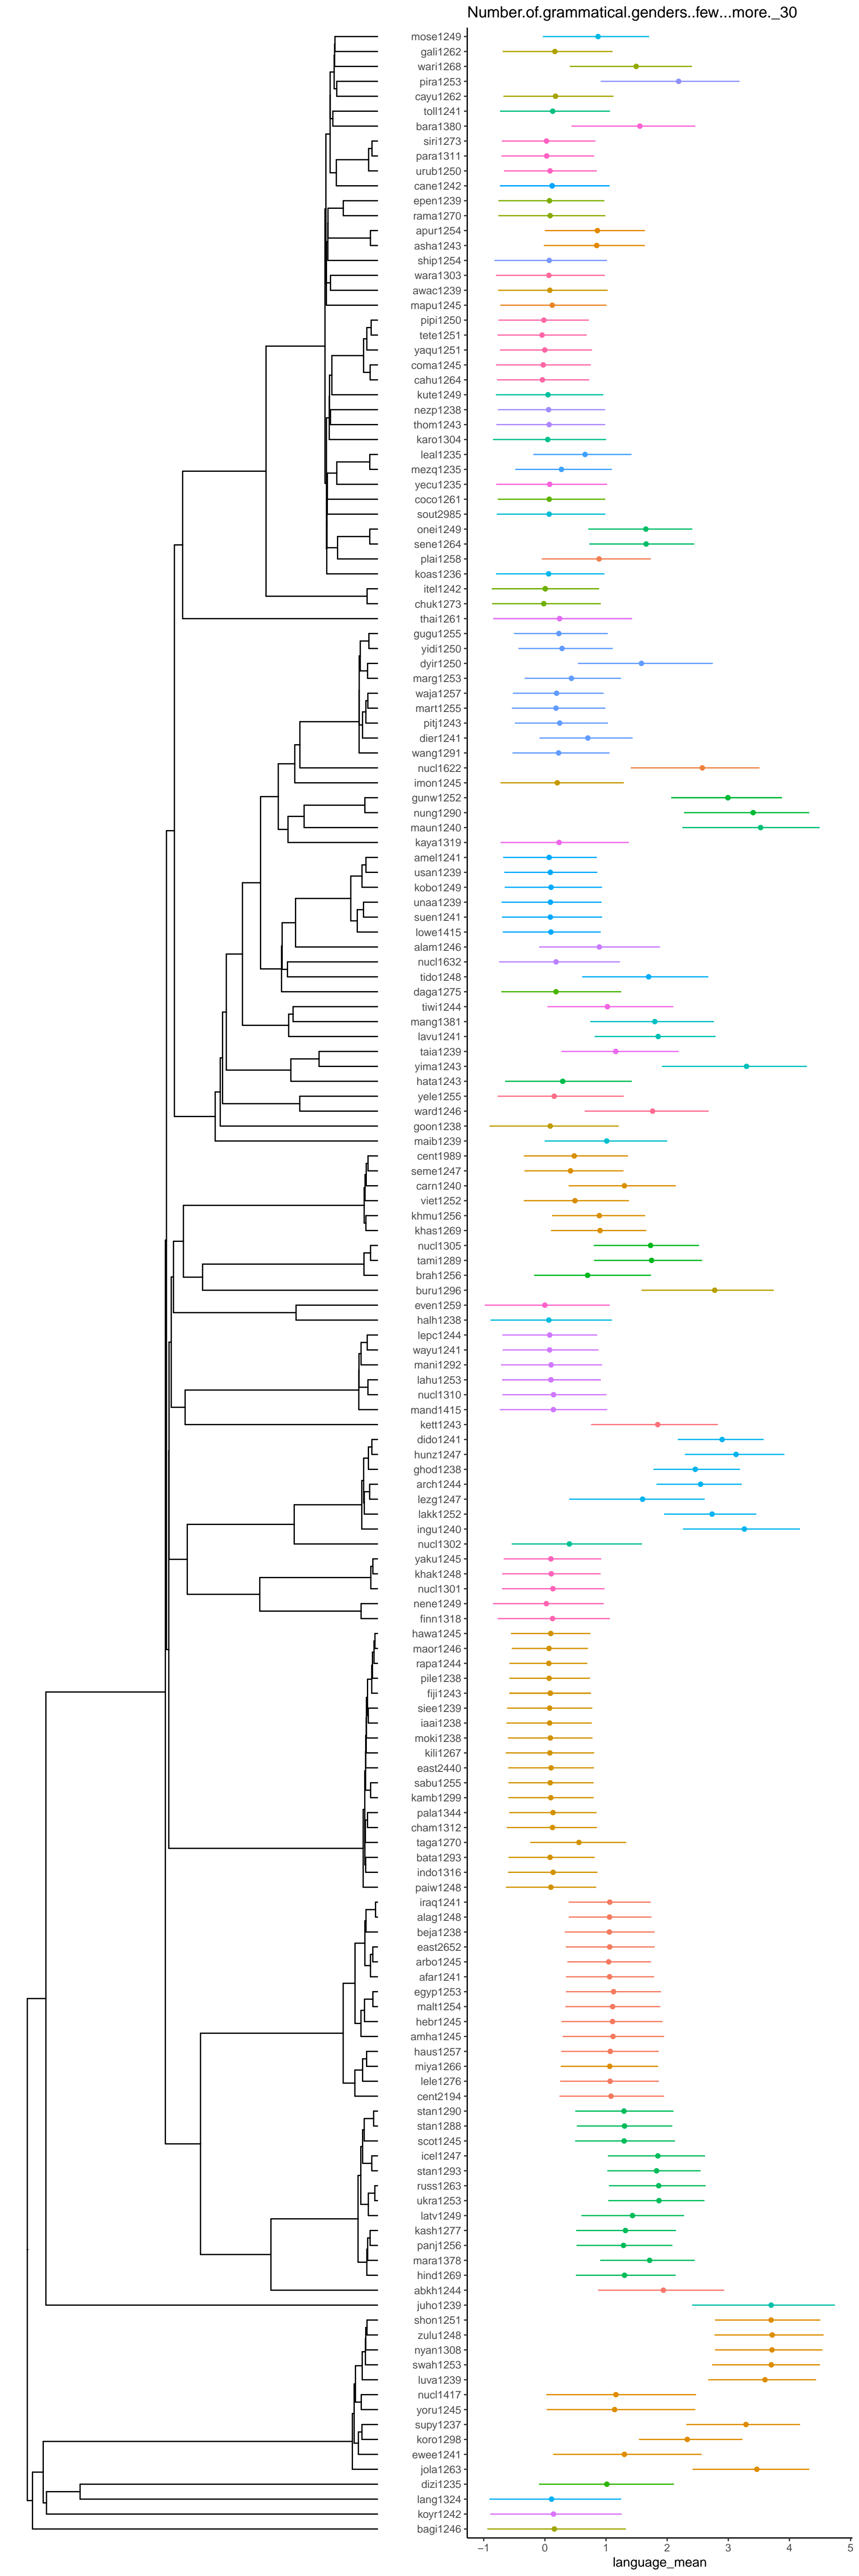 Number.of.grammatical.genders..few...more._30
mose1249
gali1262
wari1268
pira1253
cayu1262
toll1241
bara1380
siri1273
para1311
urub1250
cane1242
epen1239
rama1270
apur1254
asha1243
ship1254
wara1303
awac1239
mapu1245
pipi1250
tete1251
yaqu1251
coma1245
cahu1264
kute1249
nezp1238
thom1243
karo1304
leal1235
mezq1235
yecu1235
coco1261
sout2985
onei1249
sene1264
plai1258
koas1236
itel1242
chuk1273
thai1261
gugu1255
yidi1250
dyir1250
marg1253
waja1257
mart1255
pitj1243
dier1241
wang1291
nucl1622
imon1245
gunw1252
nung1290
maun1240
kaya1319
amel1241
usan1239
kobo1249
unaa1239
suen1241
lowe1415
alam1246
nucl1632
tido1248
daga1275
tiwi1244
mang1381
lavu1241
taia1239
yima1243
hata1243
yele1255
ward1246
goon1238
maib1239
cent1989
seme1247
carn1240
viet1252
khmu1256
khas1269
nucl1305
tami1289
brah1256
buru1296
even1259
halh1238
lepc1244
wayu1241
mani1292
lahu1253
nucl1310
mand1415
kett1243
dido1241
hunz1247
ghod1238
arch1244
lezg1247
lakk1252
ingu1240
nucl1302
yaku1245
khak1248
nucl1301
nene1249
finn1318
hawa1245
maor1246
rapa1244
pile1238
fiji1243
siee1239
iaai1238
moki1238
kili1267
east2440
sabu1255
kamb1299
pala1344
cham1312
taga1270
bata1293
indo1316
paiw1248
iraq1241
alag1248
beja1238
east2652
arbo1245
afar1241
egyp1253
malt1254
hebr1245
amha1245
haus1257
miya1266
lele1276
cent2194
stan1290
stan1288
scot1245
icel1247
stan1293
russ1263
ukra1253
latv1249
kash1277
panj1256
mara1378
hind1269
abkh1244
juho1239
shon1251
zulu1248
nyan1308
swah1253
luva1239
nucl1417
yoru1245
supy1237
koro1298
ewee1241
jola1263
dizi1235
lang1324
koyr1242
bagi1246
−1 0 1 2 3 4 5
language_mean